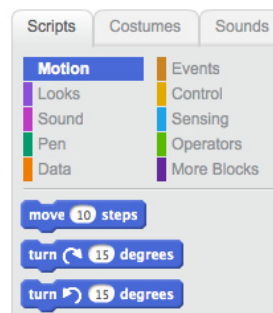 Scripts Costumes Sounds
Motion Events
Looks Control
Sound Sensing
Pen Operators
Data More Blocks
move 10 steps
turn 15 degrees
turn 15 degrees